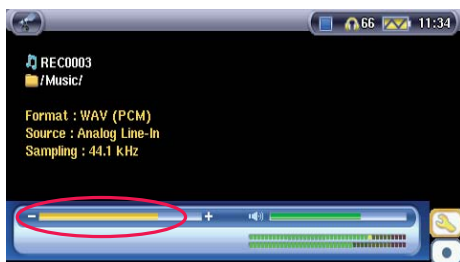 66 11:34
REC0003
/Music/
Format : WAV (PCM)
Source : Analog Line-In
Sampling : 44.1 kHz
- +